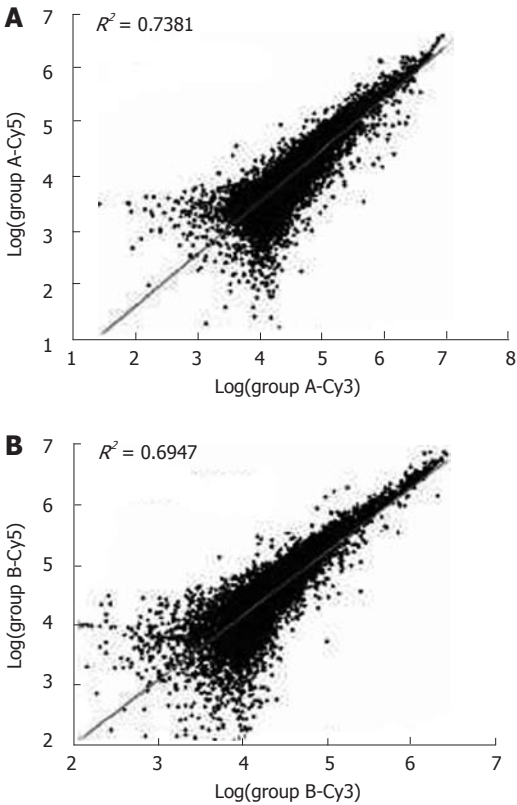 A
R² = 0.7381
7
6
5
4
3
2
1
Log(group A-Cy5)
1 2 3 4 5 6 7 8
Log(group A-Cy3)
B
R² = 0.6947
7
6
5
4
3
2
Log(group B-Cy5)
2 3 4 5 6 7
Log(group B-Cy3)